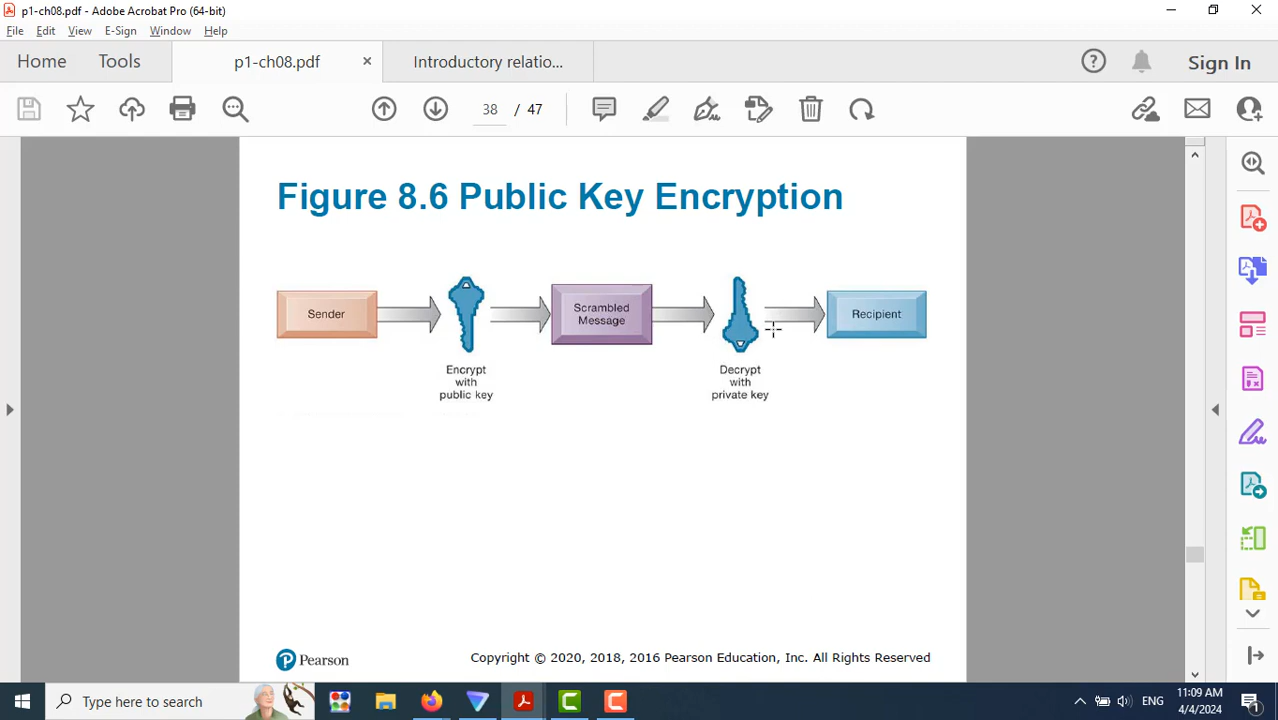 p1-ch08.pdf - Adobe Acrobat Pro (64-bit)
File Edit View E-Sign Window Help
Home Tools p1-ch08.pdf × Introductory relatio... Sign In
38 / 47
Figure 8.6 Public Key Encryption
Sender
Scrambled
Message
Recipient
Encrypt
with
public key
Decrypt
with
private key
Pearson
Copyright © 2020, 2018, 2016 Pearson Education, Inc. All Rights Reserved
Type here to search
ENG
11:09 AM
4/4/2024
1